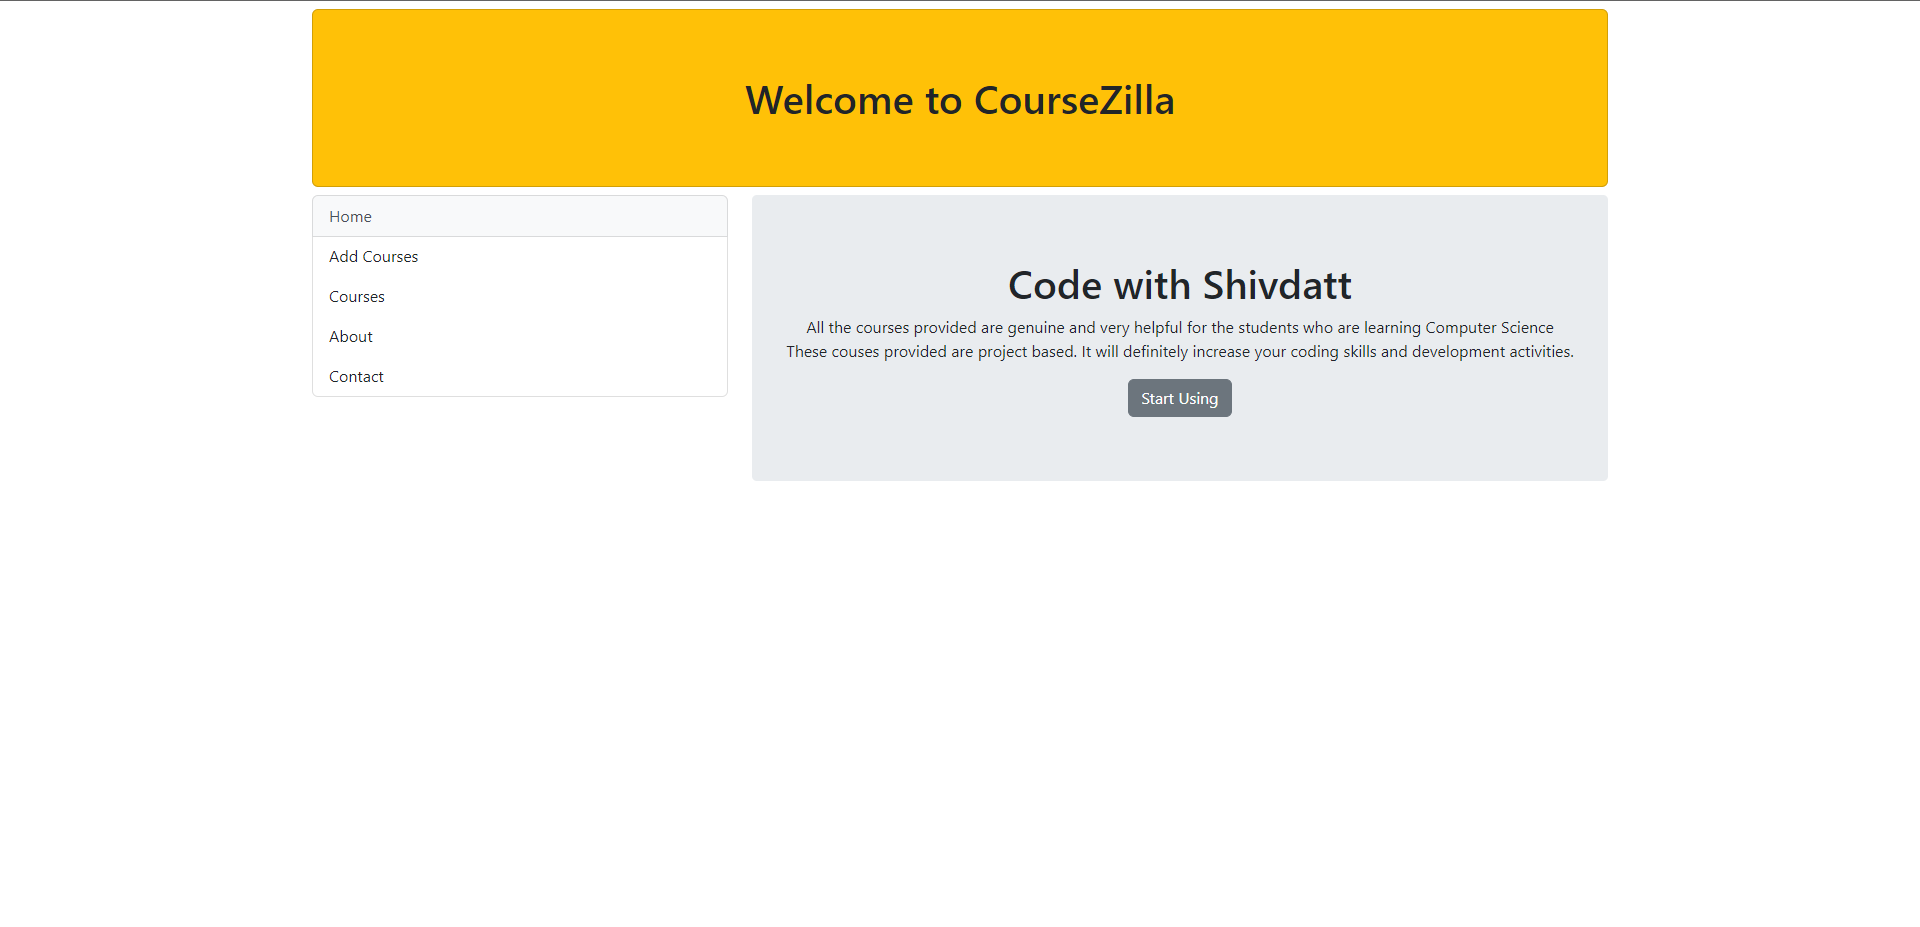 Welcome to CourseZilla
Home
Add Courses
Courses
About
Contact
Code with Shivdatt
All the courses provided are genuine and very helpful for the students who are learning Computer Science
These couses provided are project based. It will definitely increase your coding skills and development activities.
Start Using